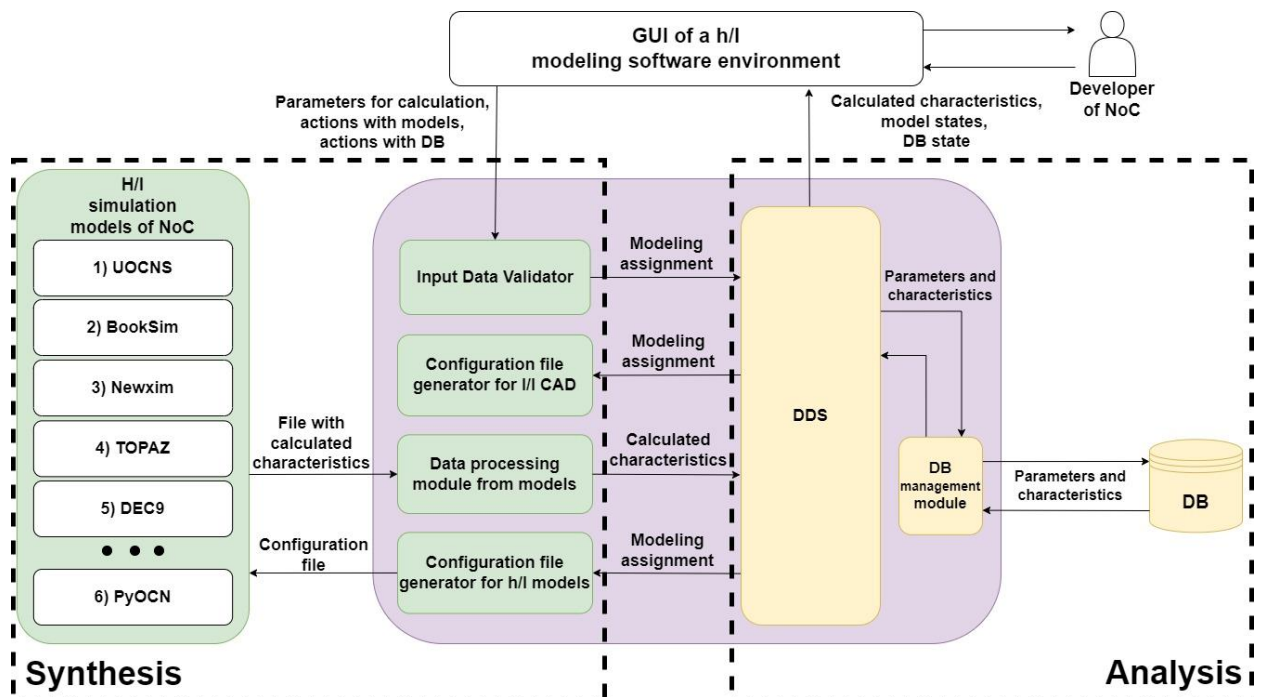 GUI of a h/l
modeling software environment
Developer
of NoC
Parameters for calculation,
actions with models,
actions with DB
Calculated characteristics,
model states,
DB state
H/l
simulation
models of NoC
1) UOCNS
2) BookSim
3) Newxim
4) TOPAZ
5) DEC9
6) PyOCN
File with
calculated
characteristics
Configuration
file
Input Data Validator
Configuration file
generator for l/l CAD
Data processing
module from models
Configuration file
generator for h/l models
Modeling
assignment
Modeling
assignment
Calculated
characteristics
Modeling
assignment
DDS
Parameters and
characteristics
DB
management
module
Parameters and
characteristics
DB
Synthesis
Analysis